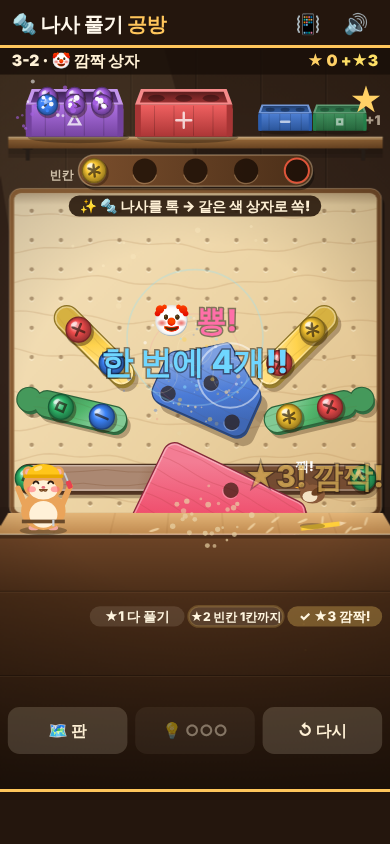 나사 풀기 공방
3-2 · 깜짝 상자
★ 0 + ★3
+1
빈칸
나사를 톡 → 같은 색 상자로 쏙!
뿅!
한 번에 4개!!
깩!
★3! 깜짝!
★1 다 풀기
★2 빈칸 1칸까지
✓ ★3 깜짝!
판
다시